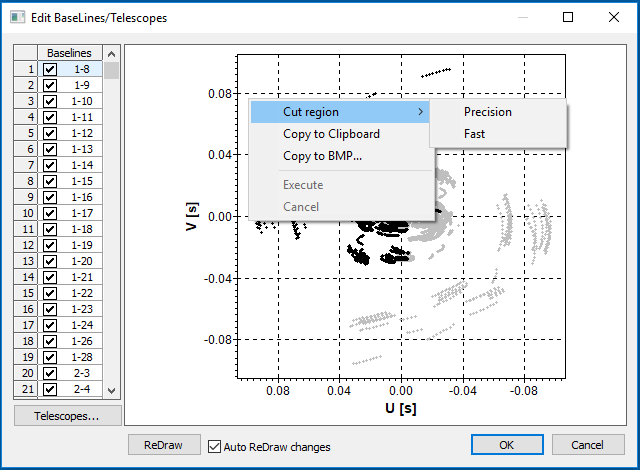 Edit BaseLines/Telescopes
Baselines
1 1-8
2 1-9
3 1-10
4 1-11
5 1-12
6 1-13
7 1-14
8 1-15
9 1-16
10 1-17
11 1-18
12 1-19
13 1-20
14 1-21
15 1-22
16 1-23
17 1-24
18 1-26
19 1-28
20 2-3
21 2-4
Telescopes...
0.08
0.04
0.00
-0.04
-0.08
V [s]
Cut region
Copy to Clipboard
Copy to BMP...
Execute
Cancel
Precision
Fast
0.08 0.04 0.00 -0.04 -0.08
U [s]
ReDraw
Auto ReDraw changes
OK
Cancel